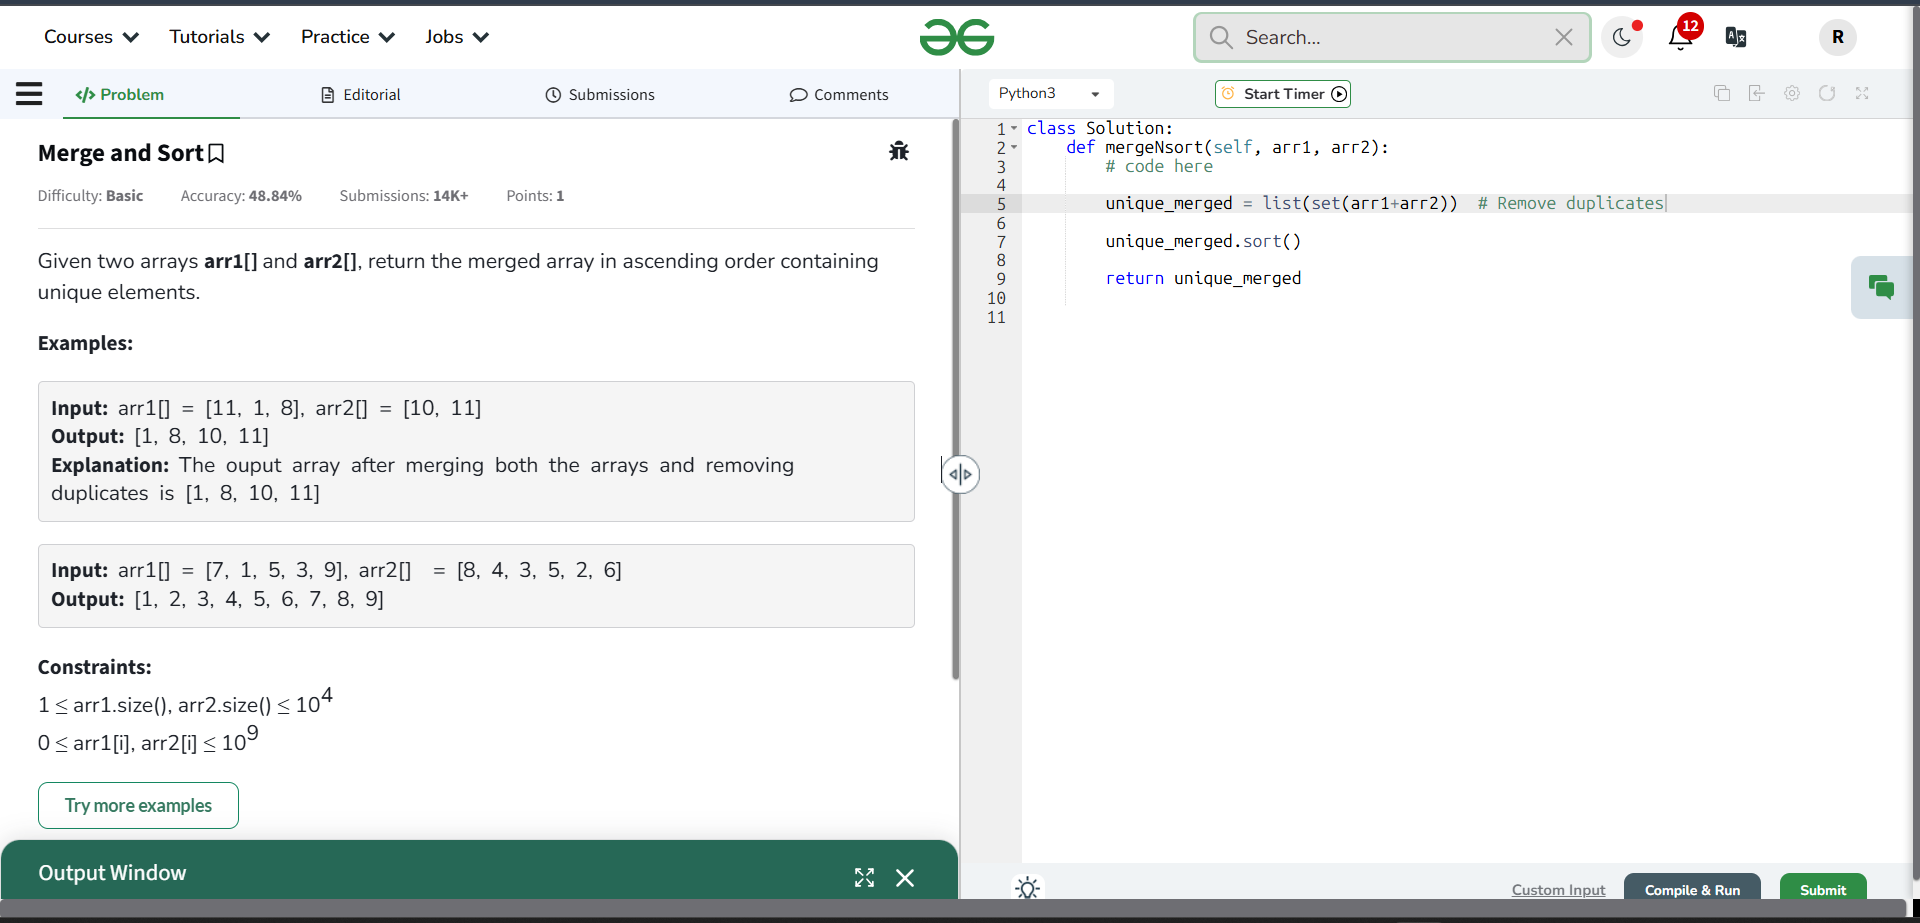 Courses Tutorials Practice Jobs Search... 12 R
Problem Editorial Submissions Comments
Merge and Sort
Difficulty: Basic Accuracy: 48.84% Submissions: 14K+ Points: 1
Given two arrays arr1[] and arr2[], return the merged array in ascending order containing
unique elements.
Examples:
Input: arr1[] = [11, 1, 8], arr2[] = [10, 11]
Output: [1, 8, 10, 11]
Explanation: The ouput array after merging both the arrays and removing
duplicates is [1, 8, 10, 11]
Input: arr1[] = [7, 1, 5, 3, 9], arr2[] = [8, 4, 3, 5, 2, 6]
Output: [1, 2, 3, 4, 5, 6, 7, 8, 9]
Constraints:
1 ≤ arr1.size(), arr2.size() ≤ 10^4
0 ≤ arr1[i], arr2[i] ≤ 10^9
Try more examples
Output Window
Python3 Start Timer
1 class Solution:
2 def mergeNsort(self, arr1, arr2):
3 # code here
4
5 unique_merged = list(set(arr1+arr2)) # Remove duplicates
6
7 unique_merged.sort()
8
9 return unique_merged
10
11
Custom Input Compile & Run Submit